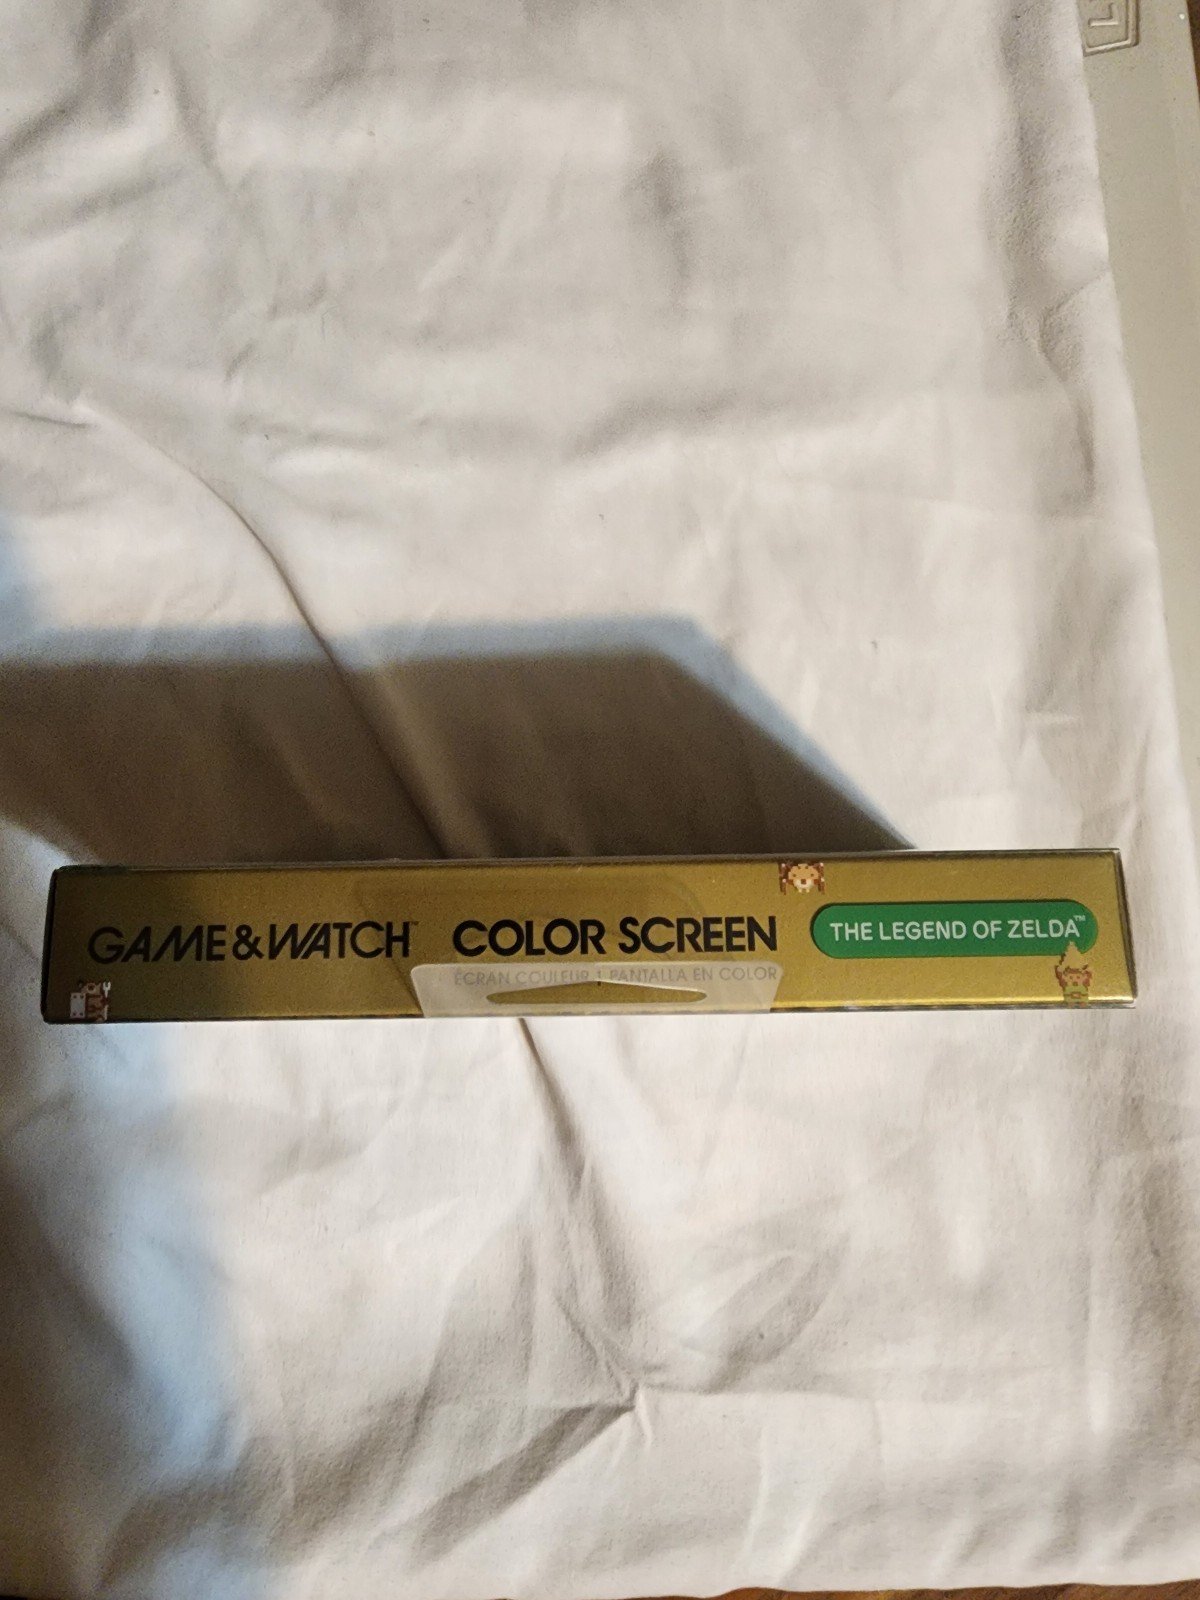 GAME&WATCH™ COLOR SCREEN
ÉCRAN COULEUR | PANTALLA EN COLOR
THE LEGEND OF ZELDA™